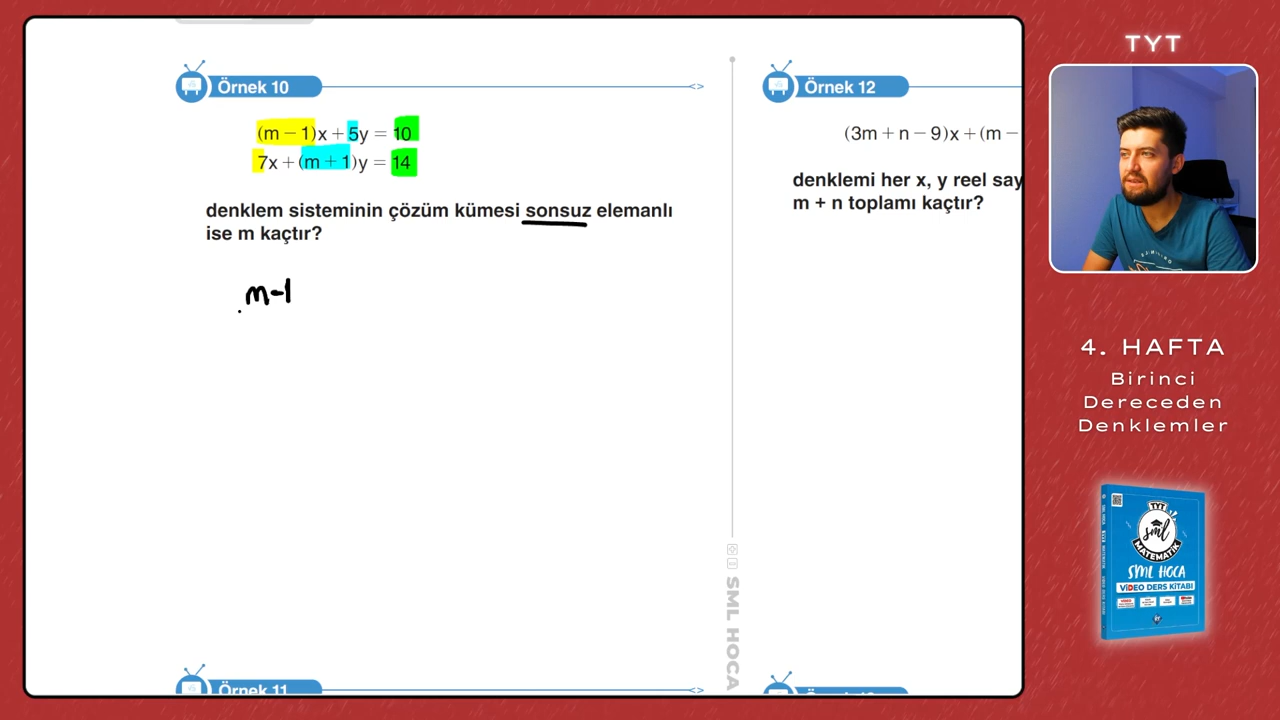 Örnek 10
(m − 1)x + 5y = 10
7x + (m + 1)y = 14
denklem sisteminin çözüm kümesi sonsuz elemanlı
ise m kaçtır?
m-1
Örnek 11
SML HOCA
Örnek 12
(3m + n − 9)x + (m −
denklemi her x, y reel say
m + n toplamı kaçtır?
TYT
4. HAFTA
Birinci
Dereceden
Denklemler
TYT
sml
MATEMATİK
SML HOCA
VİDEO DERS KİTABI